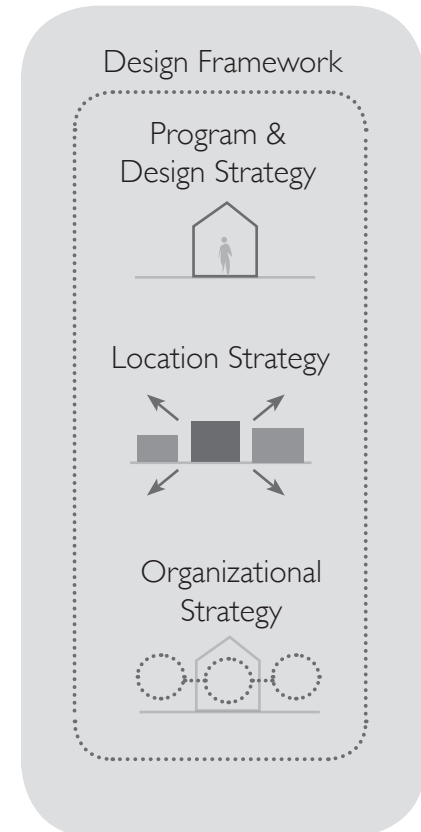 Design Framework
Program &
Design Strategy
Location Strategy
Organizational
Strategy